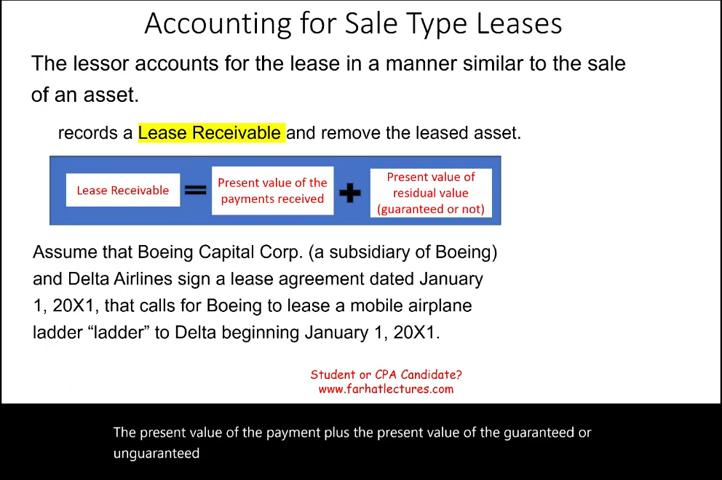 Accounting for Sale Type Leases
The lessor accounts for the lease in a manner similar to the sale
of an asset.
records a Lease Receivable and remove the leased asset.
Lease Receivable = Present value of the payments received + Present value of residual value (guaranteed or not)
Assume that Boeing Capital Corp. (a subsidiary of Boeing)
and Delta Airlines sign a lease agreement dated January
1, 20X1, that calls for Boeing to lease a mobile airplane
ladder “ladder” to Delta beginning January 1, 20X1.
Student or CPA Candidate?
www.farhatlectures.com
The present value of the payment plus the present value of the guaranteed or
unguaranteed